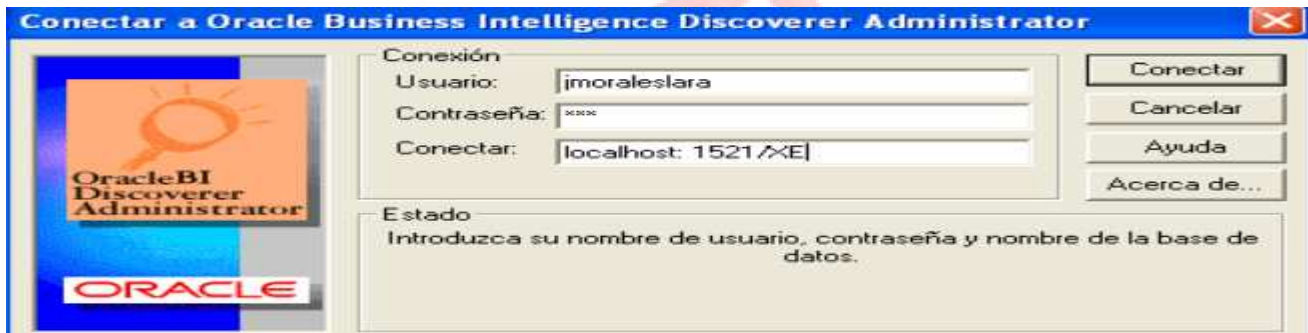 Conectar a Oracle Business Intelligence Discoverer Administrator
Conexión
Usuario: jmoraleslara
Contraseña: ***
Conectar: localhost: 1521/XE
Conectar
Cancelar
Ayuda
Acerca de...
OracleBI
Discoverer
Administrator
ORACLE
Estado
Introduzca su nombre de usuario, contraseña y nombre de la base de
datos.